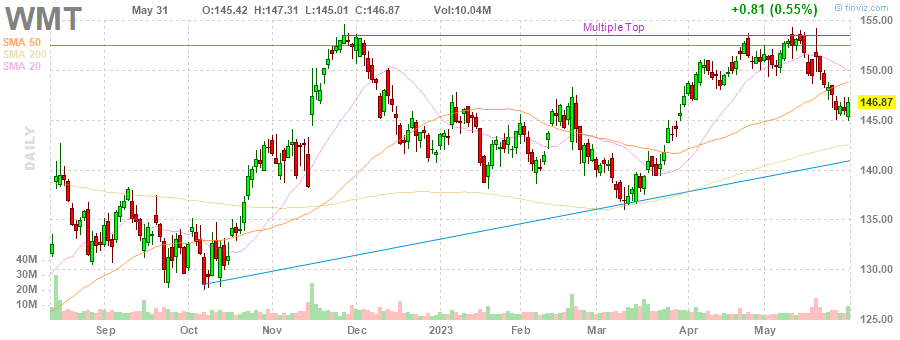 WMT May 31 O:145.42 H:147.31 L:145.01 C:146.87 Vol:10.04M +0.81 (0.55%) finviz.com
SMA 50
SMA 200
SMA 20
Multiple Top
155.00
150.00
146.87
145.00
140.00
135.00
130.00
125.00
DAILY
40M
30M
20M
10M
Sep Oct Nov Dec 2023 Feb Mar Apr May